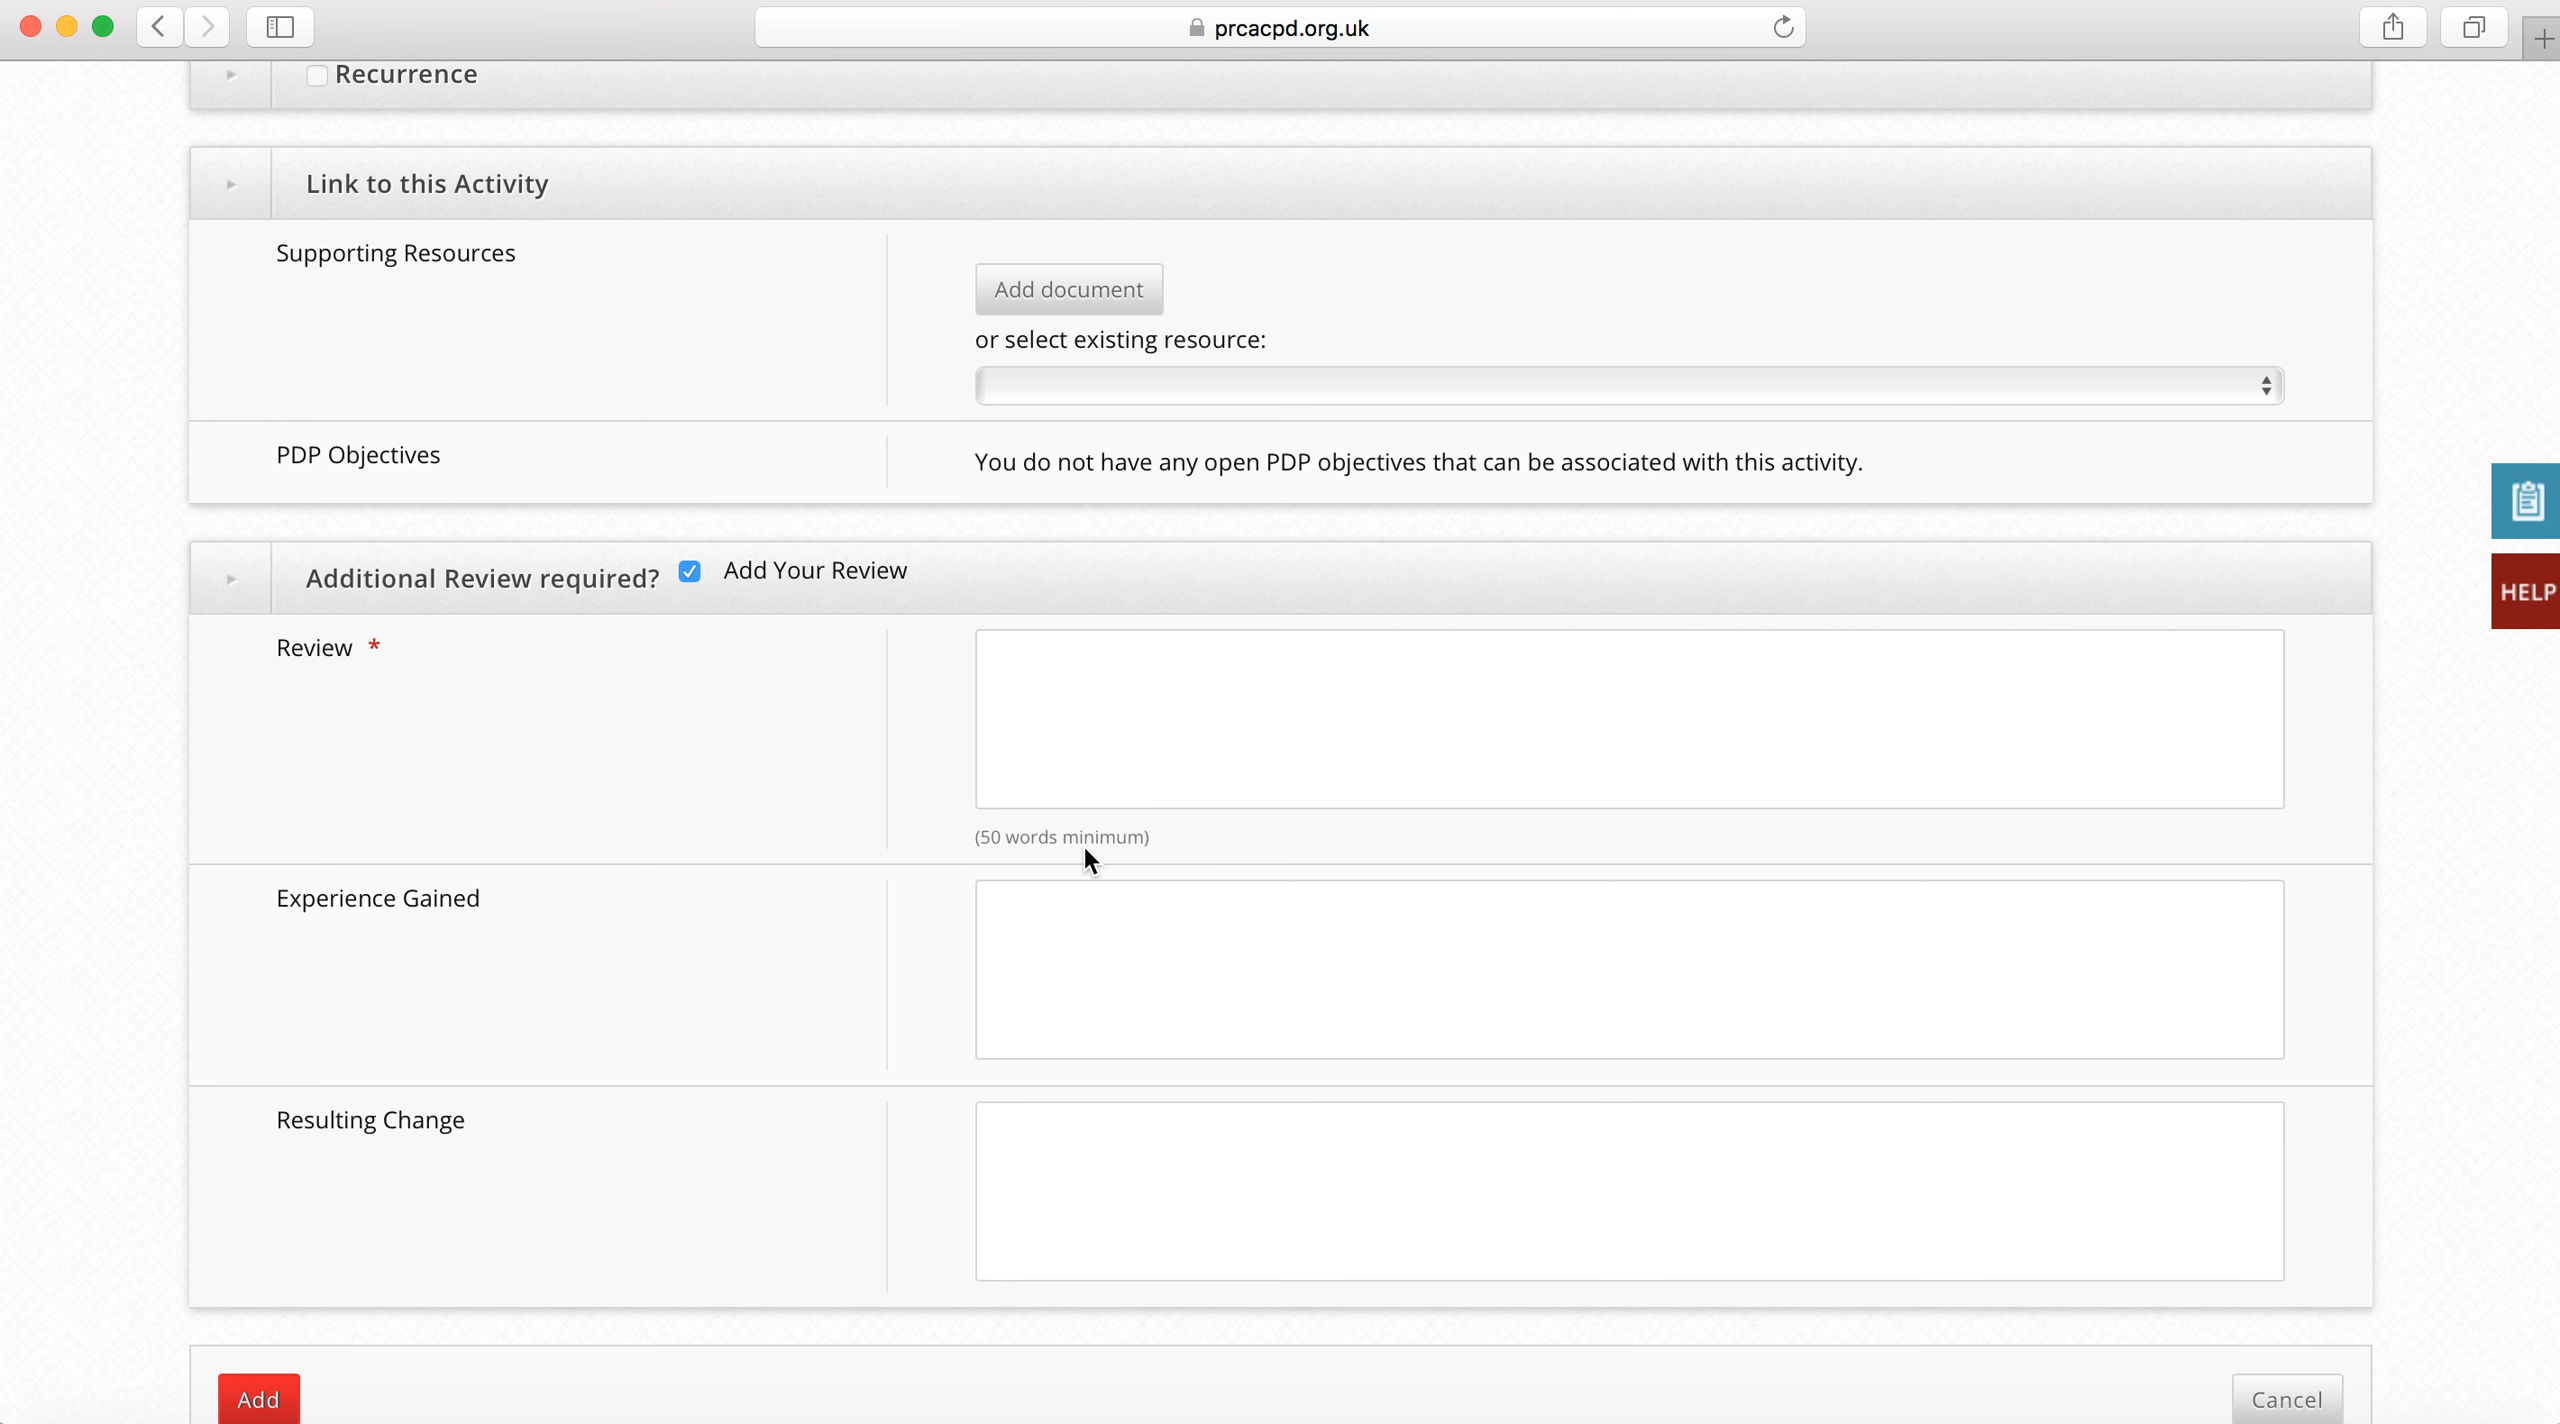 prcacpd.org.uk
Recurrence
Link to this Activity
Supporting Resources
Add document
or select existing resource:
PDP Objectives
You do not have any open PDP objectives that can be associated with this activity.
HELP
Additional Review required? Add Your Review
Review *
(50 words minimum)
Experience Gained
Resulting Change
Add
Cancel